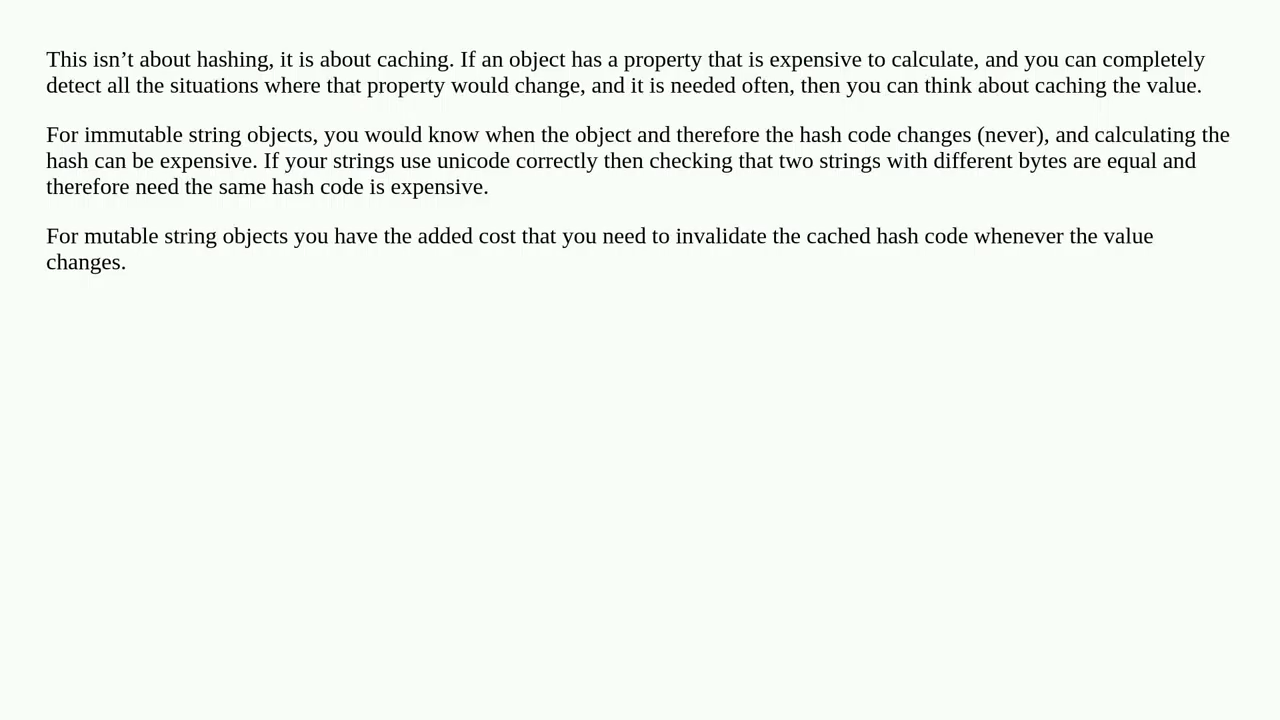 This isn’t about hashing, it is about caching. If an object has a property that is expensive to calculate, and you can completely
detect all the situations where that property would change, and it is needed often, then you can think about caching the value.
For immutable string objects, you would know when the object and therefore the hash code changes (never), and calculating the
hash can be expensive. If your strings use unicode correctly then checking that two strings with different bytes are equal and
therefore need the same hash code is expensive.
For mutable string objects you have the added cost that you need to invalidate the cached hash code whenever the value
changes.